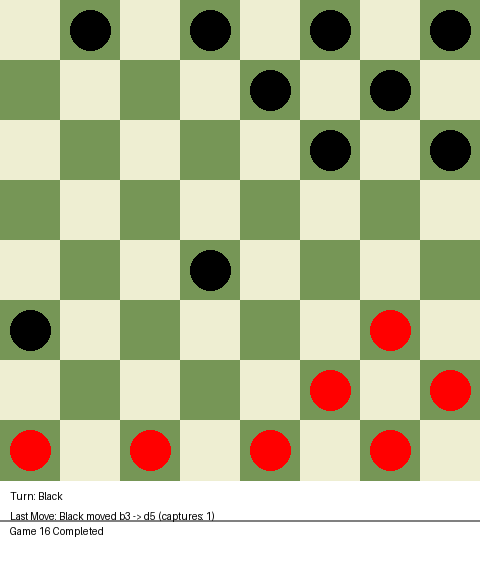 Turn: Black
Last Move: Black moved b3 -> d5 (captures: 1)
Game 16 Completed